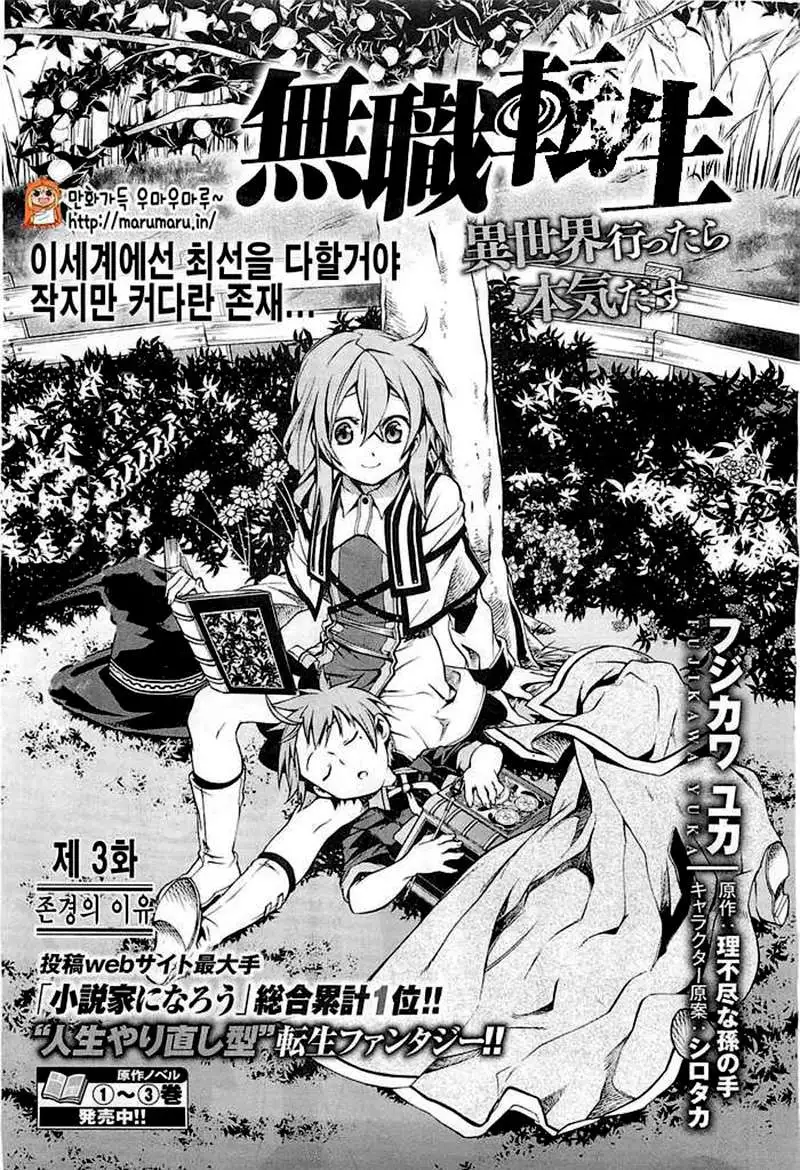 無職転生
異世界行ったら
本気だす
만화가득 우마우마루~
http://marumaru.in/
이세계에선 최선을 다할거야
작지만 커다란 존재...
フジカワ ユカ
FUJIKAWA YUKA
原作:理不尽な孫の手
キャラクター原案:シロタカ
제 3화
존경의 이유
投稿webサイト最大手
「小説家になろう」総合累計1位!!
“人生やり直し型”転生ファンタジー!!
原作ノベル
①～③巻
発売中!!